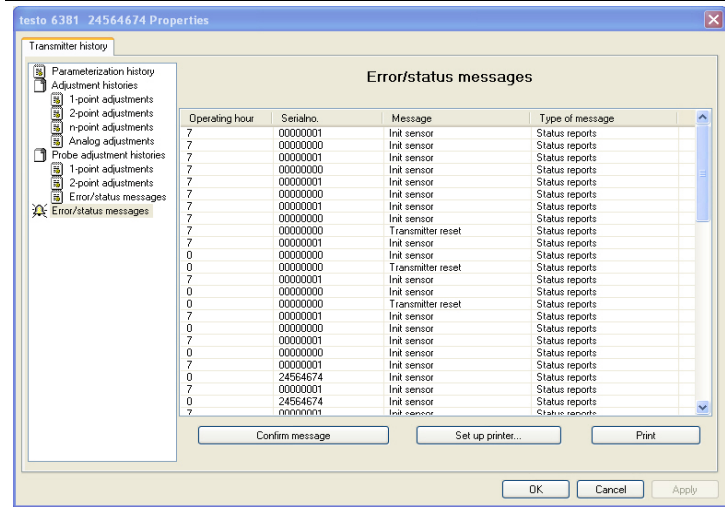 testo 6381 24564674 Properties
Transmitter history
Parameterization history
Adjustment histories
1-point adjustments
2-point adjustments
n-point adjustments
Analog adjustments
Probe adjustment histories
1-point adjustments
2-point adjustments
Error/status messages
Error/status messages
Error/status messages
Operating hour Serialno. Message Type of message
7 00000001 Init sensor Status reports
7 00000000 Init sensor Status reports
7 00000001 Init sensor Status reports
7 00000000 Init sensor Status reports
7 00000001 Init sensor Status reports
7 00000000 Init sensor Status reports
7 00000001 Init sensor Status reports
7 00000000 Init sensor Status reports
7 00000000 Transmitter reset Status reports
7 00000001 Init sensor Status reports
0 00000000 Init sensor Status reports
0 00000000 Transmitter reset Status reports
7 00000001 Init sensor Status reports
0 00000000 Init sensor Status reports
0 00000000 Transmitter reset Status reports
7 00000001 Init sensor Status reports
0 00000000 Init sensor Status reports
7 00000001 Init sensor Status reports
0 00000000 Init sensor Status reports
7 00000001 Init sensor Status reports
0 24564674 Init sensor Status reports
7 00000001 Init sensor Status reports
0 24564674 Init sensor Status reports
7 00000001 Init sensor Status reports
Confirm message Set up printer... Print
OK Cancel Apply